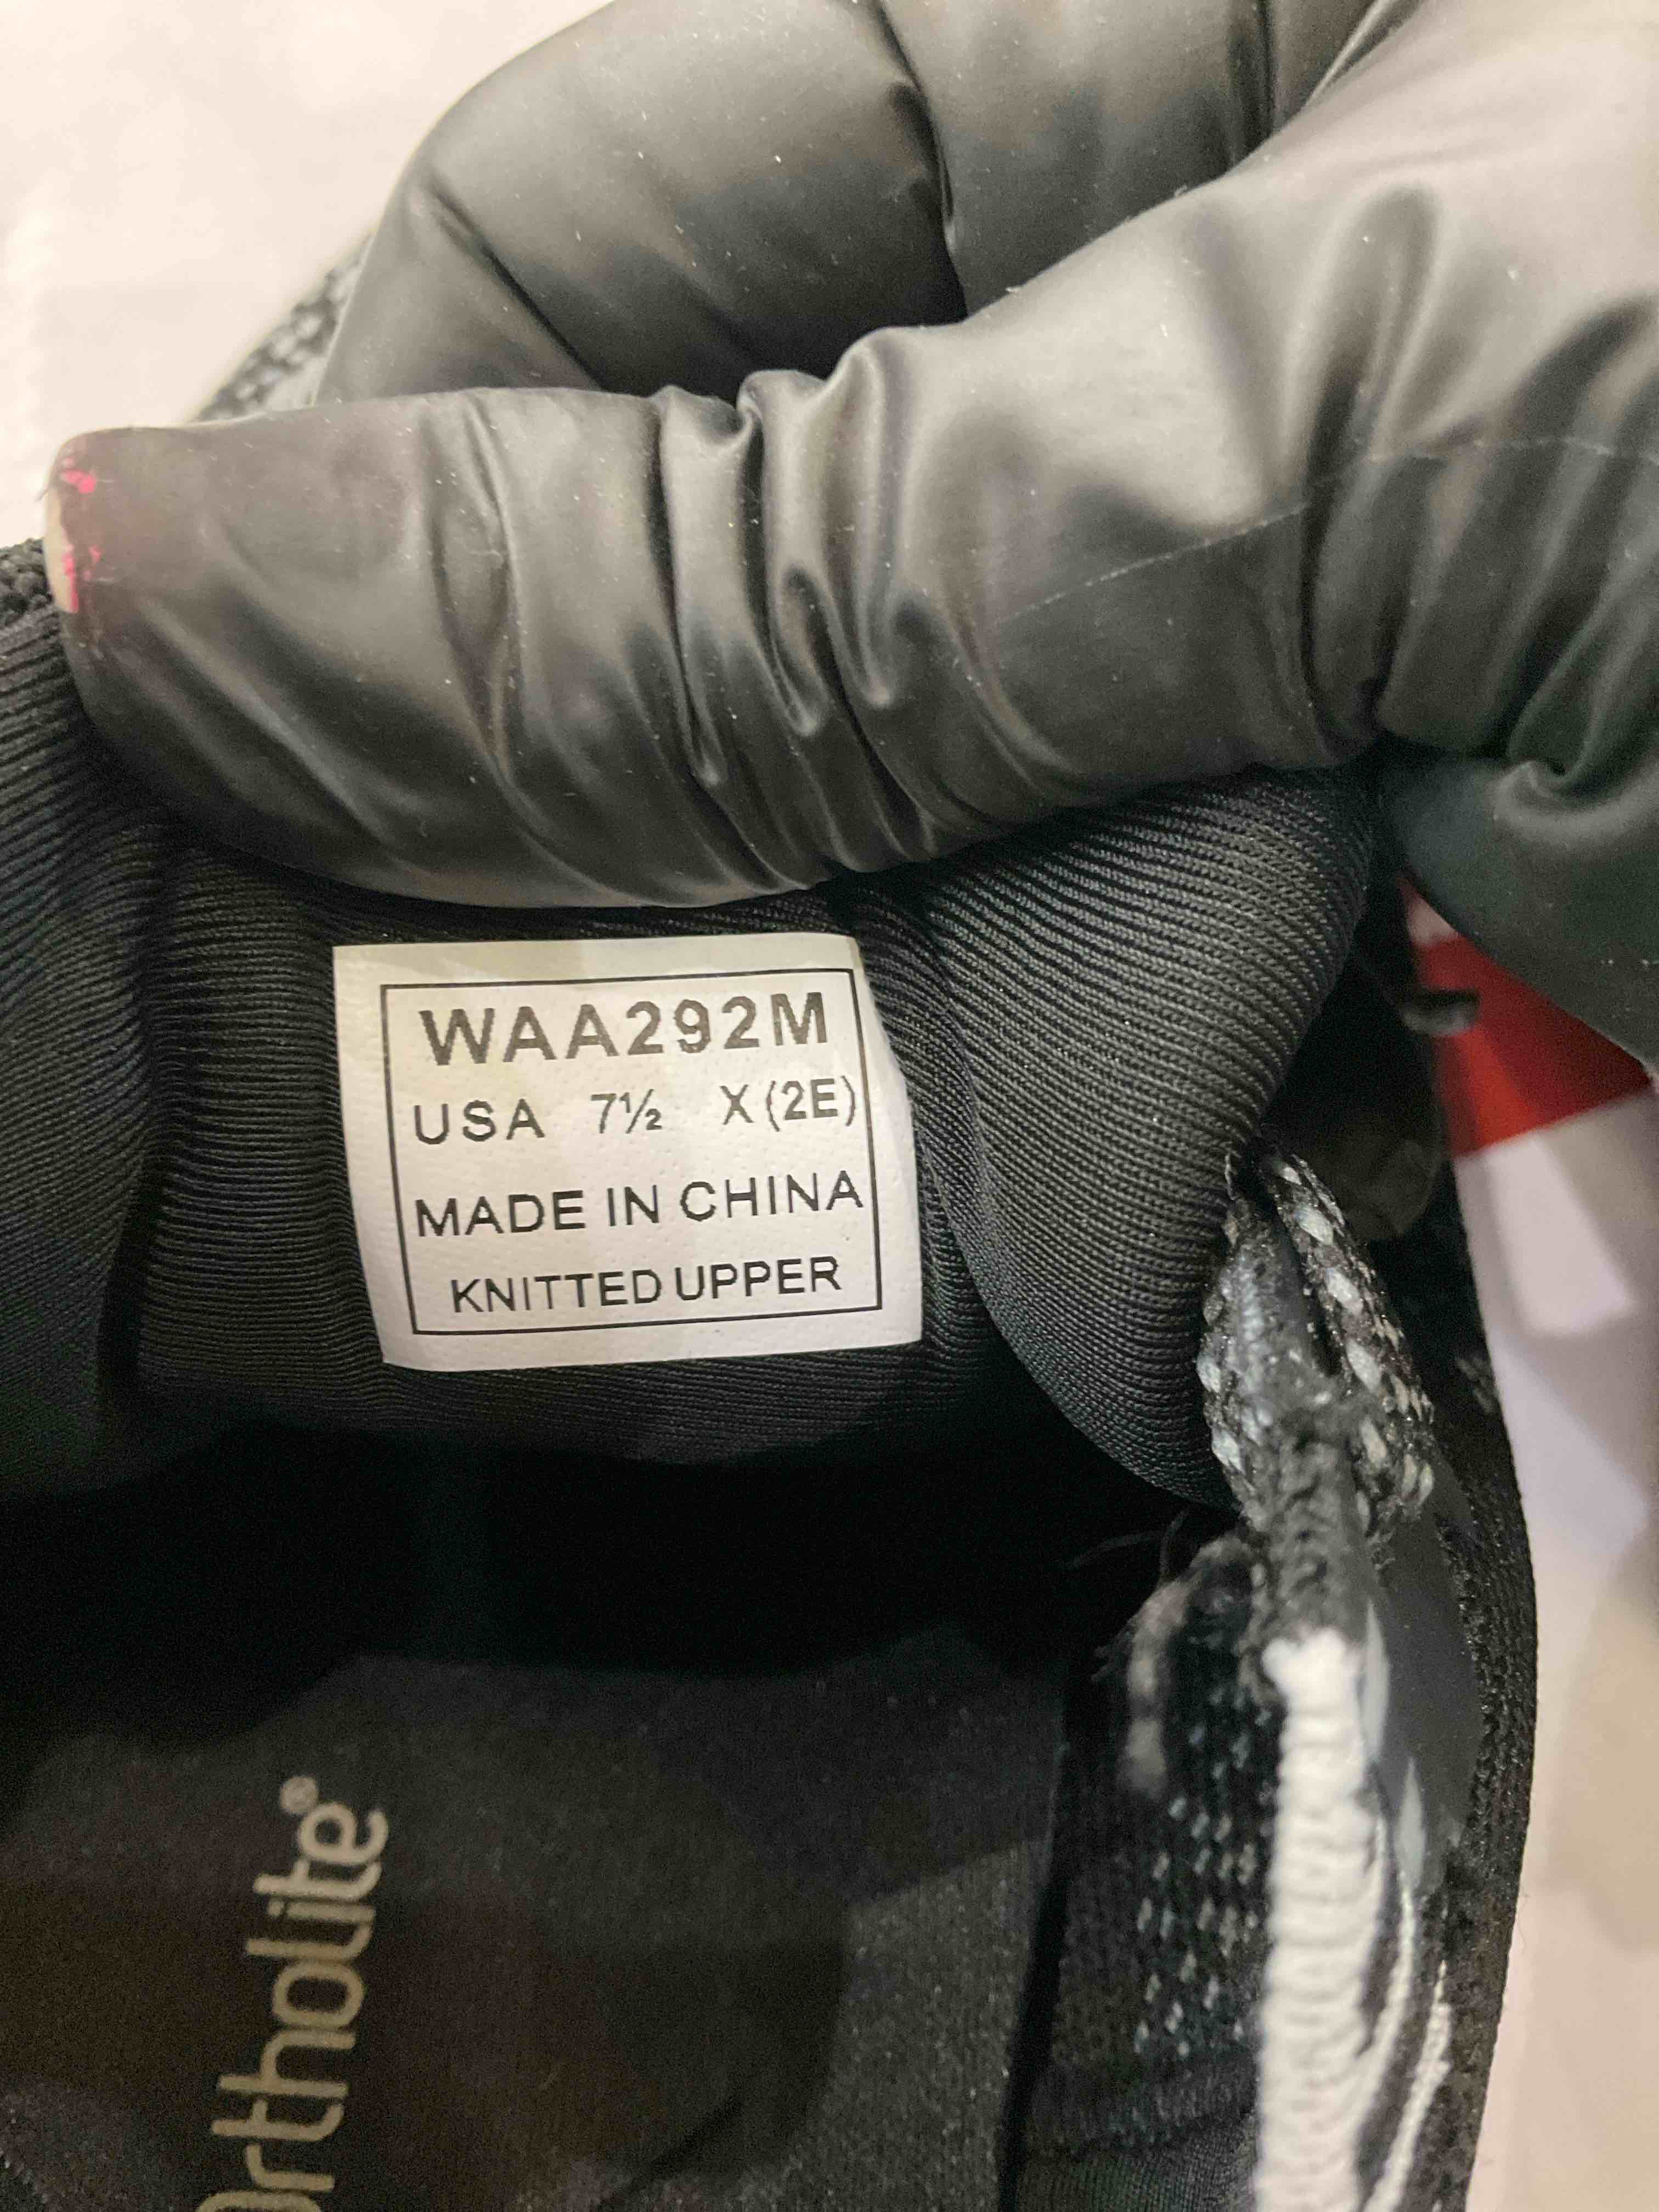 WAA292M
USA 7½ X (2E)
MADE IN CHINA
KNITTED UPPER
Ortholite®